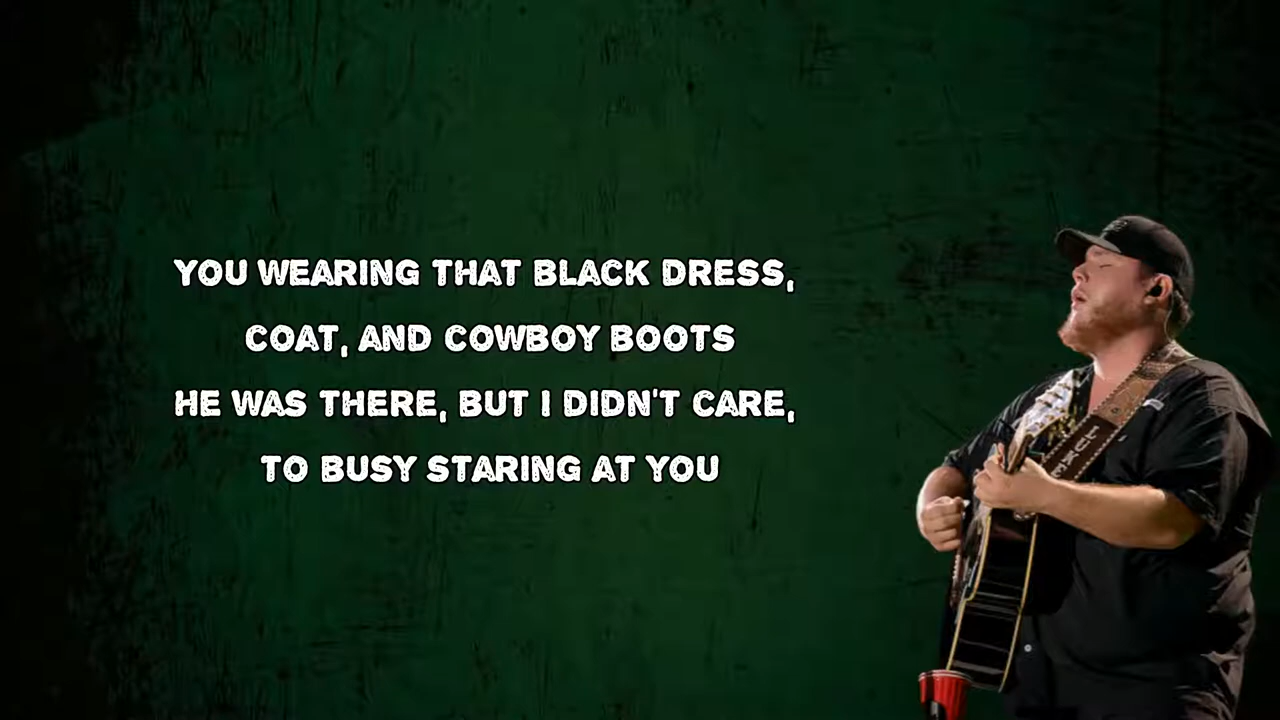 YOU WEARING THAT BLACK DRESS,
COAT, AND COWBOY BOOTS
HE WAS THERE, BUT I DIDN'T CARE,
TO BUSY STARING AT YOU
LUKE